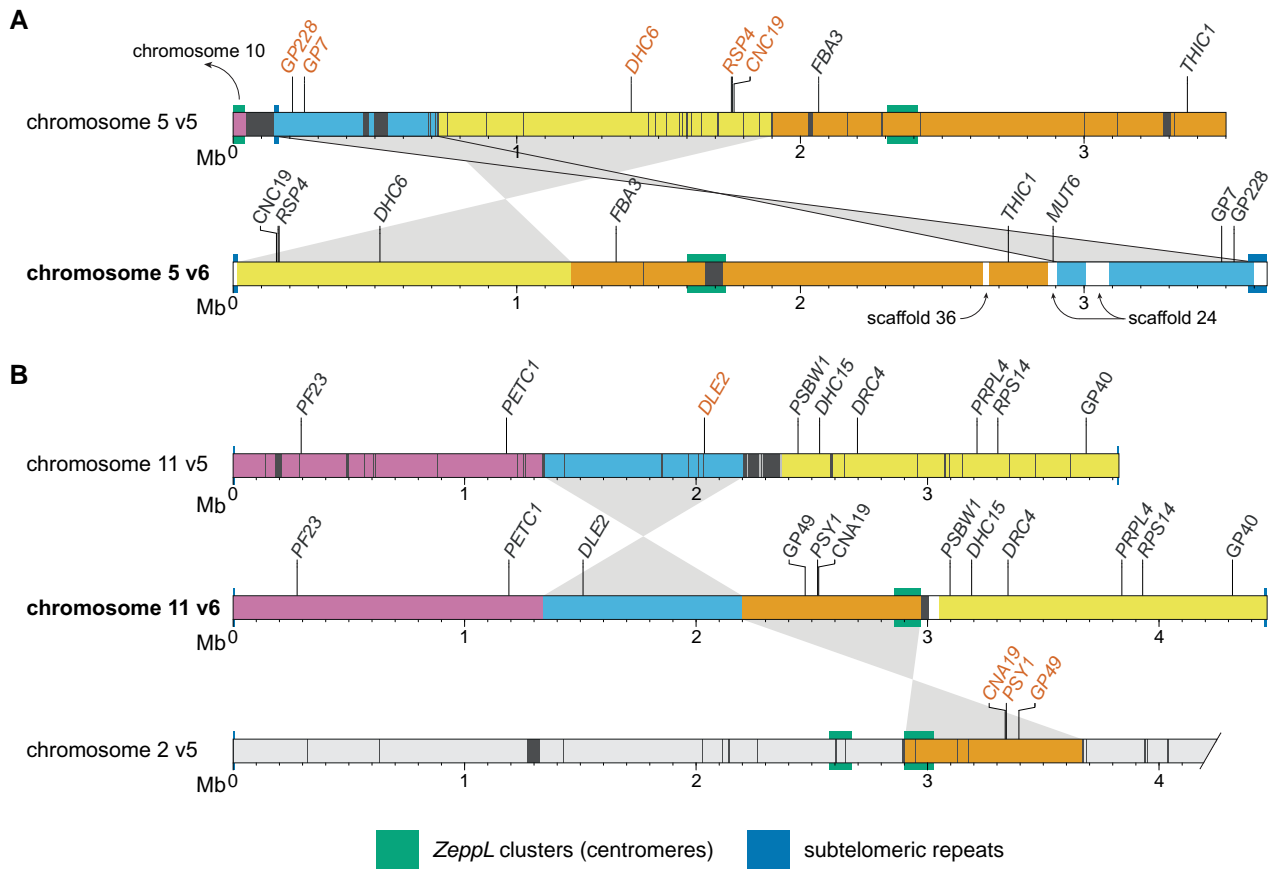 A
chromosome 10
GP228
GP7
DHC6
RSP4
CNC19
FBA3
THIC1
chromosome 5 v5
Mb
0 1 2 3
CNC19
RSP4
DHC6
FBA3
THIC1
MUT6
GP7
GP228
chromosome 5 v6
Mb
0 1 2 3
scaffold 36
scaffold 24
B
PF23
PETC1
DLE2
PSBW1
DHC15
DRC4
PRPL4
RPS14
GP40
chromosome 11 v5
Mb
0 1 2 3
PF23
PETC1
DLE2
GP49
PSY1
CNA19
PSBW1
DHC15
DRC4
PRPL4
RPS14
GP40
chromosome 11 v6
Mb
0 1 2 3 4
CNA19
PSY1
GP49
chromosome 2 v5
Mb
0 1 2 3 4
ZeppL clusters (centromeres)
subtelomeric repeats